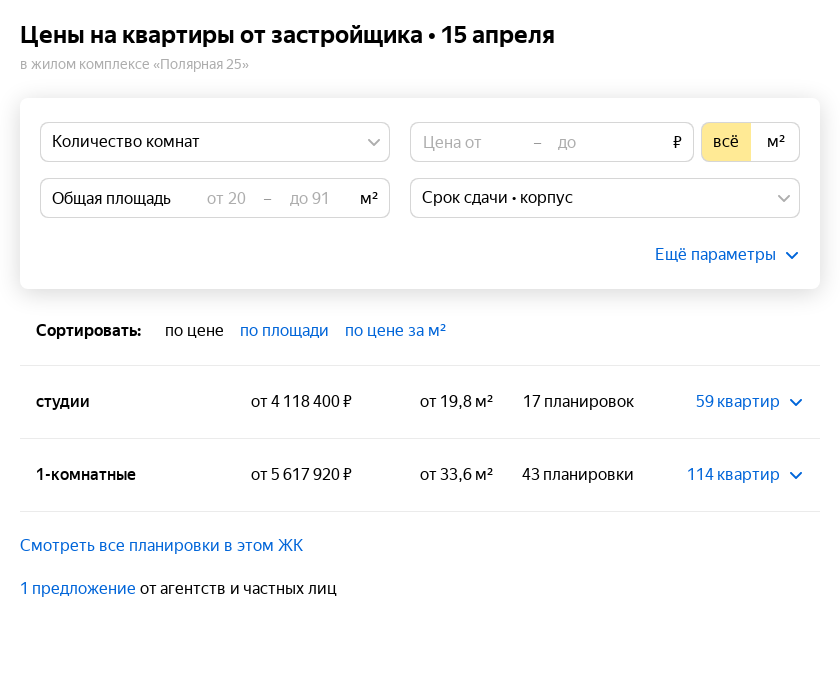 Цены на квартиры от застройщика • 15 апреля
в жилом комплексе «Полярная 25»
Количество комнат
Цена от – до ₽ всё м²
Общая площадь от 20 – до 91 м²
Срок сдачи • корпус
Ещё параметры
Сортировать: по цене по площади по цене за м²
студии от 4 118 400 ₽ от 19,8 м² 17 планировок 59 квартир
1-комнатные от 5 617 920 ₽ от 33,6 м² 43 планировки 114 квартир
Смотреть все планировки в этом ЖК
1 предложение от агентств и частных лиц